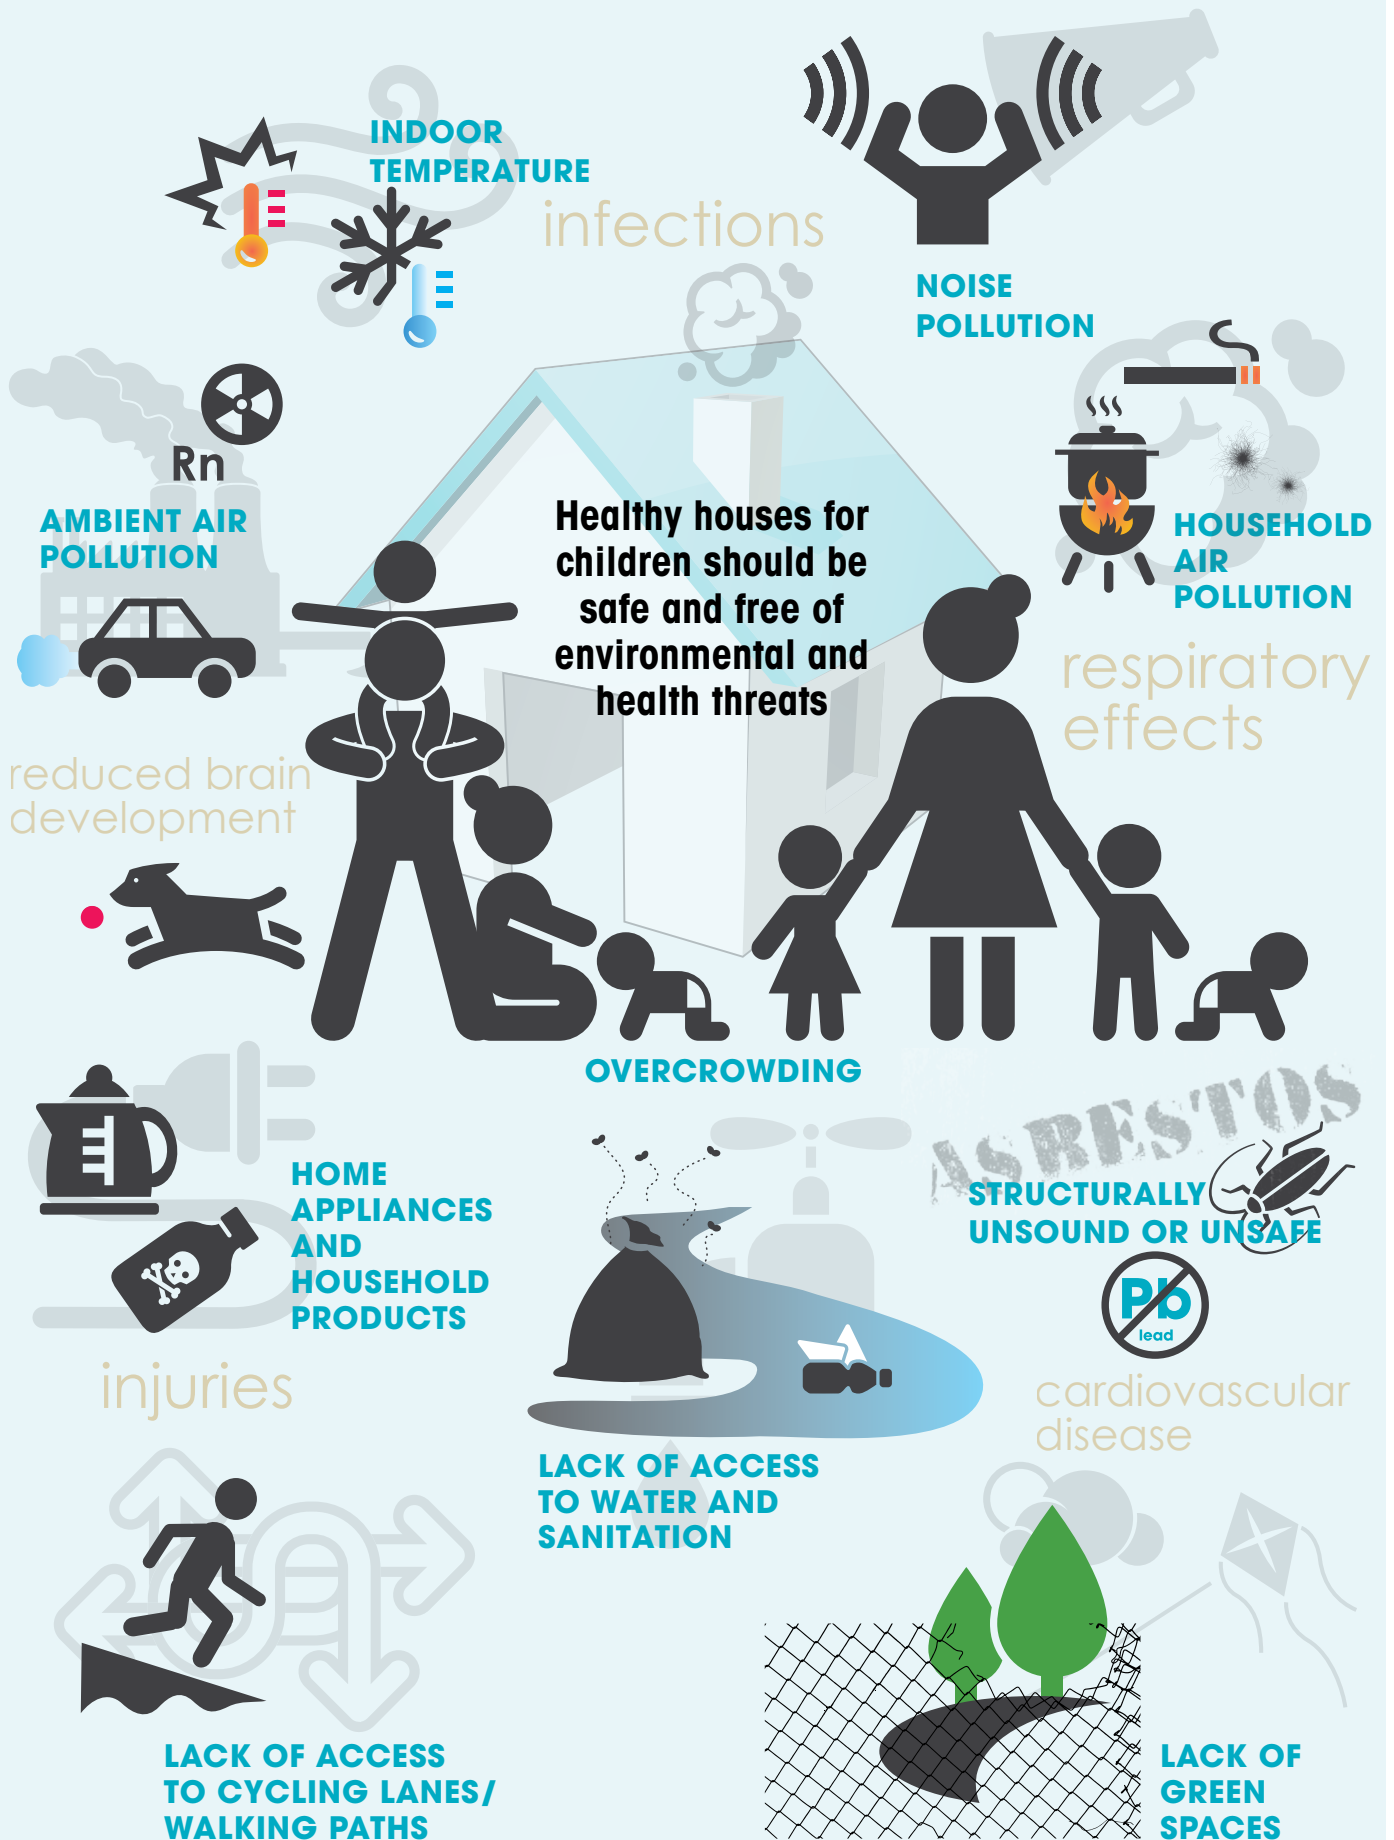 INDOOR
TEMPERATURE
infections
NOISE
POLLUTION
Rn
AMBIENT AIR
POLLUTION
Healthy houses for
children should be
safe and free of
environmental and
health threats
HOUSEHOLD
AIR
POLLUTION
respiratory
effects
reduced brain
development
OVERCROWDING
ASBESTOS
STRUCTURALLY
UNSOUND OR UNSAFE
Pb
lead
HOME
APPLIANCES
AND
HOUSEHOLD
PRODUCTS
injuries
cardiovascular
disease
LACK OF ACCESS
TO WATER AND
SANITATION
LACK OF ACCESS
TO CYCLING LANES/
WALKING PATHS
LACK OF
GREEN
SPACES